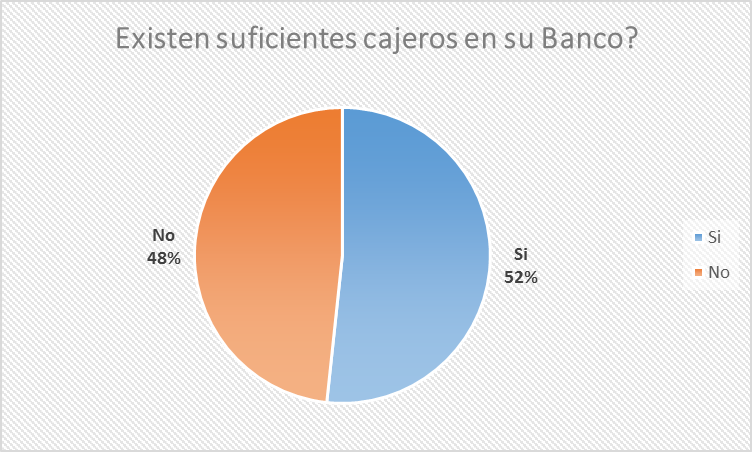 Existen suficientes cajeros en su Banco?
No
48%
Si
52%
Si
No